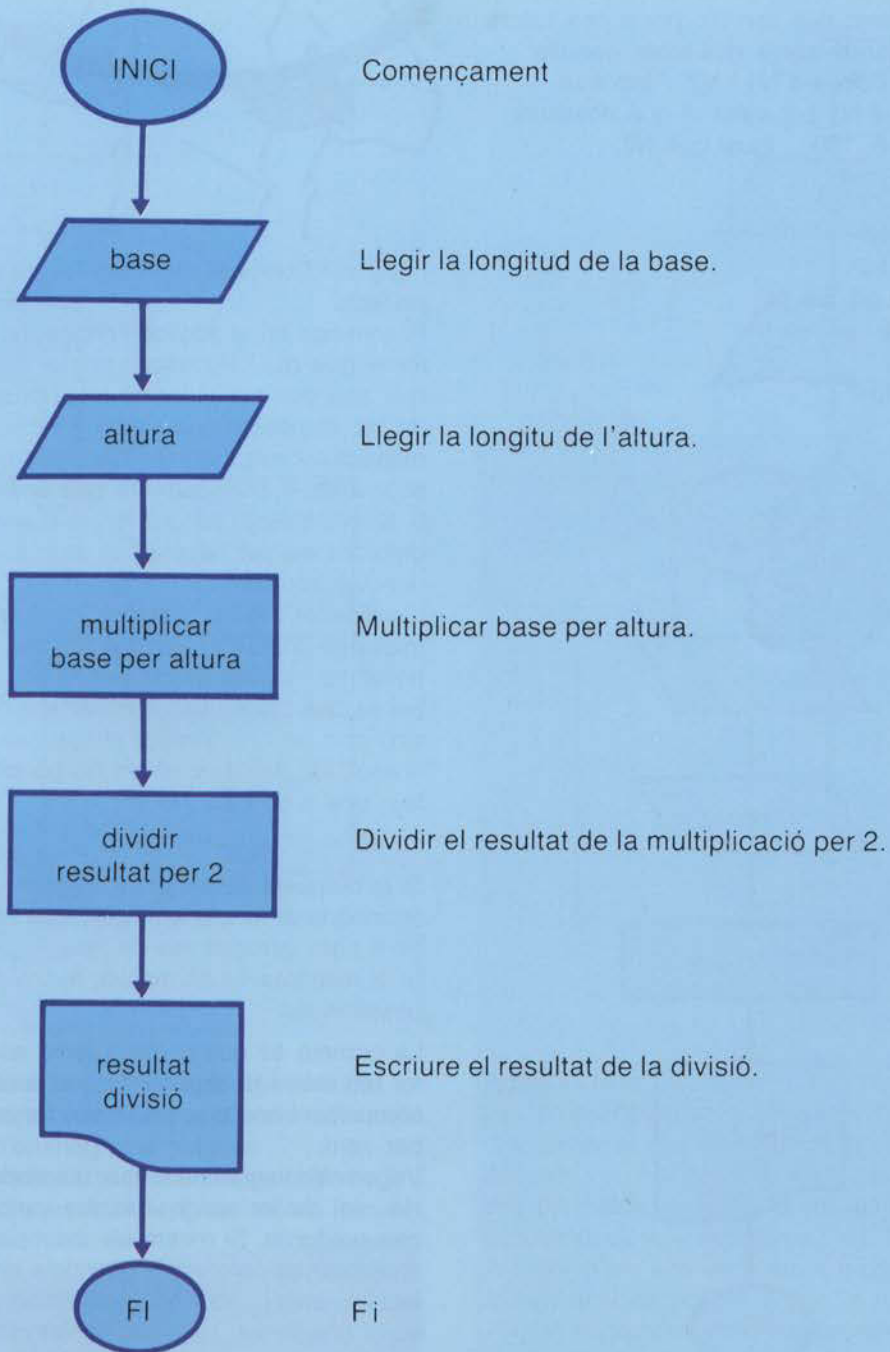 INICI
Començament
base
Llegir la longitud de la base.
altura
Llegir la longitu de l'altura.
multiplicar
base per altura
Multiplicar base per altura.
dividir
resultat per 2
Dividir el resultat de la multiplicació per 2.
resultat
divisió
Escriure el resultat de la divisió.
FI
Fi